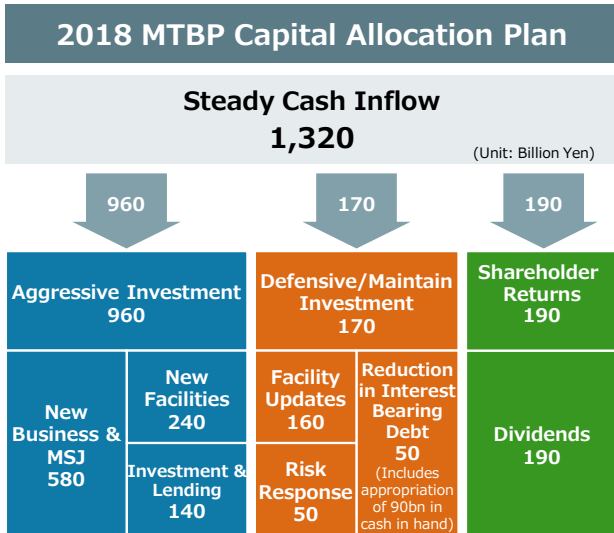 2018 MTBP Capital Allocation Plan
Steady Cash Inflow
1,320
(Unit: Billion Yen)
960
170
190
Aggressive Investment
960
Defensive/Maintain
Investment
170
Shareholder
Returns
190
New
Business &
MSJ
580
New
Facilities
240
Investment &
Lending
140
Facility
Updates
160
Risk
Response
50
Reduction
in Interest
Bearing
Debt
50
(Includes
appropriation
of 90bn in
cash in hand)
Dividends
190